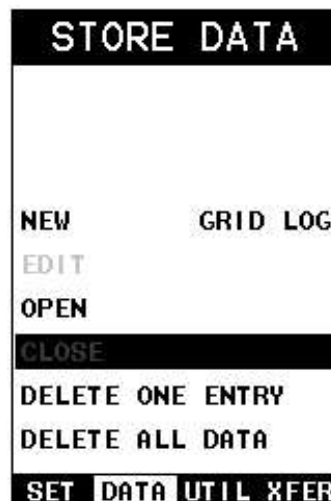 STORE DATA
NEW GRID LOG
EDIT
OPEN
CLOSE
DELETE ONE ENTRY
DELETE ALL DATA
SET DATA UTIL XFER